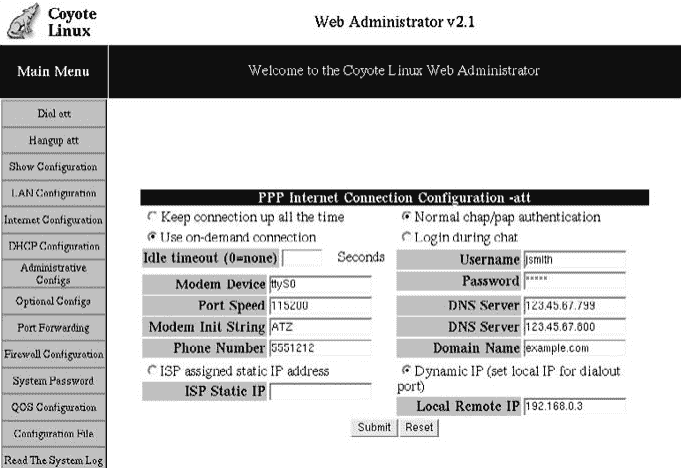 Coyote
Linux
Web Administrator v2.1
Main Menu
Welcome to the Coyote Linux Web Administrator
Dial att
Hangup att
Show Configuration
LAN Configuration
Internet Configuration
DHCP Configuration
Administrative
Configs
Optional Configs
Port Forwarding
Firewall Configuration
System Password
QOS Configuration
Configuration File
Read The System Log
PPP Internet Connection Configuration -att
Keep connection up all the time
Normal chap/pap authentication
Use on-demand connection
Login during chat
Idle timeout (0=none) Seconds
Username jsmith
Modem Device ttyS0
Password *****
Port Speed 115200
DNS Server 123.45.67.799
Modem Init String ATZ
DNS Server 123.45.67.800
Phone Number 5551212
Domain Name example.com
ISP assigned static IP address
Dynamic IP (set local IP for dialout
port)
ISP Static IP
Local Remote IP 192.168.0.3
Submit Reset